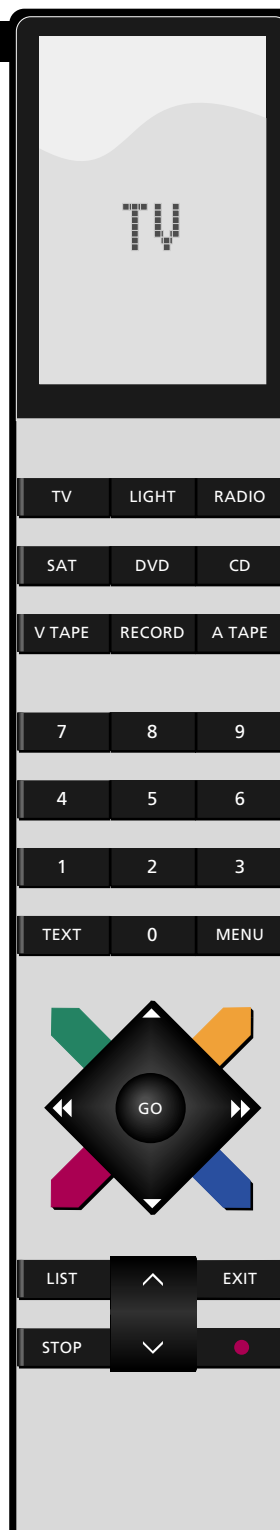 TV
TV LIGHT RADIO
SAT DVD CD
V TAPE RECORD A TAPE
7 8 9
4 5 6
1 2 3
TEXT 0 MENU
GO
LIST EXIT
STOP